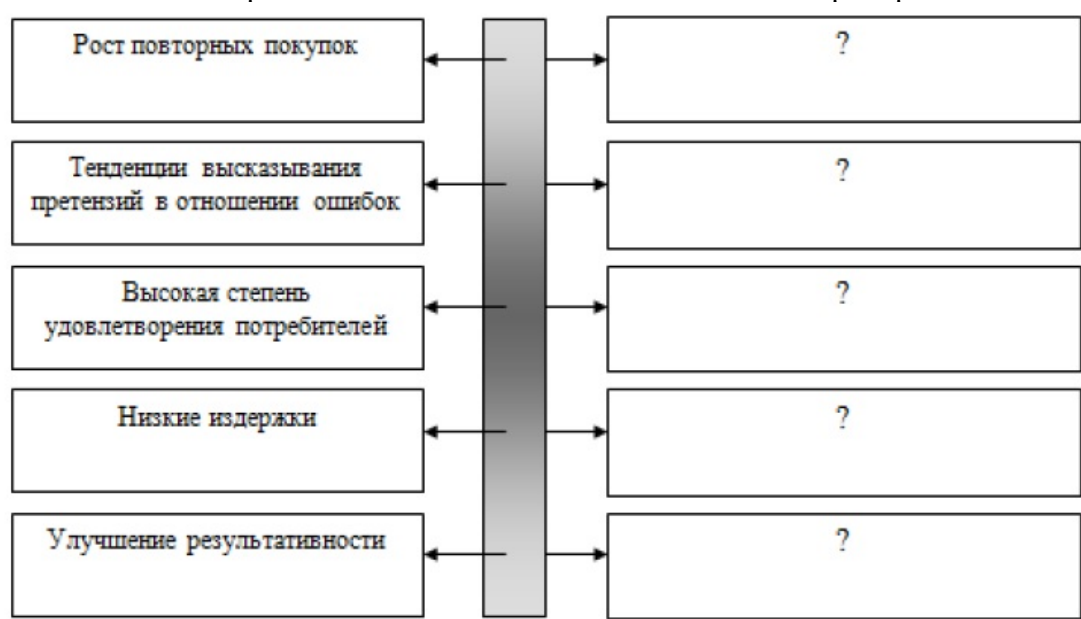 Рост повторных покупок
?
Тенденции высказывания
претензий в отношении ошибок
?
Высокая степень
удовлетворения потребителей
?
Низкие издержки
?
Улучшение результативности
?